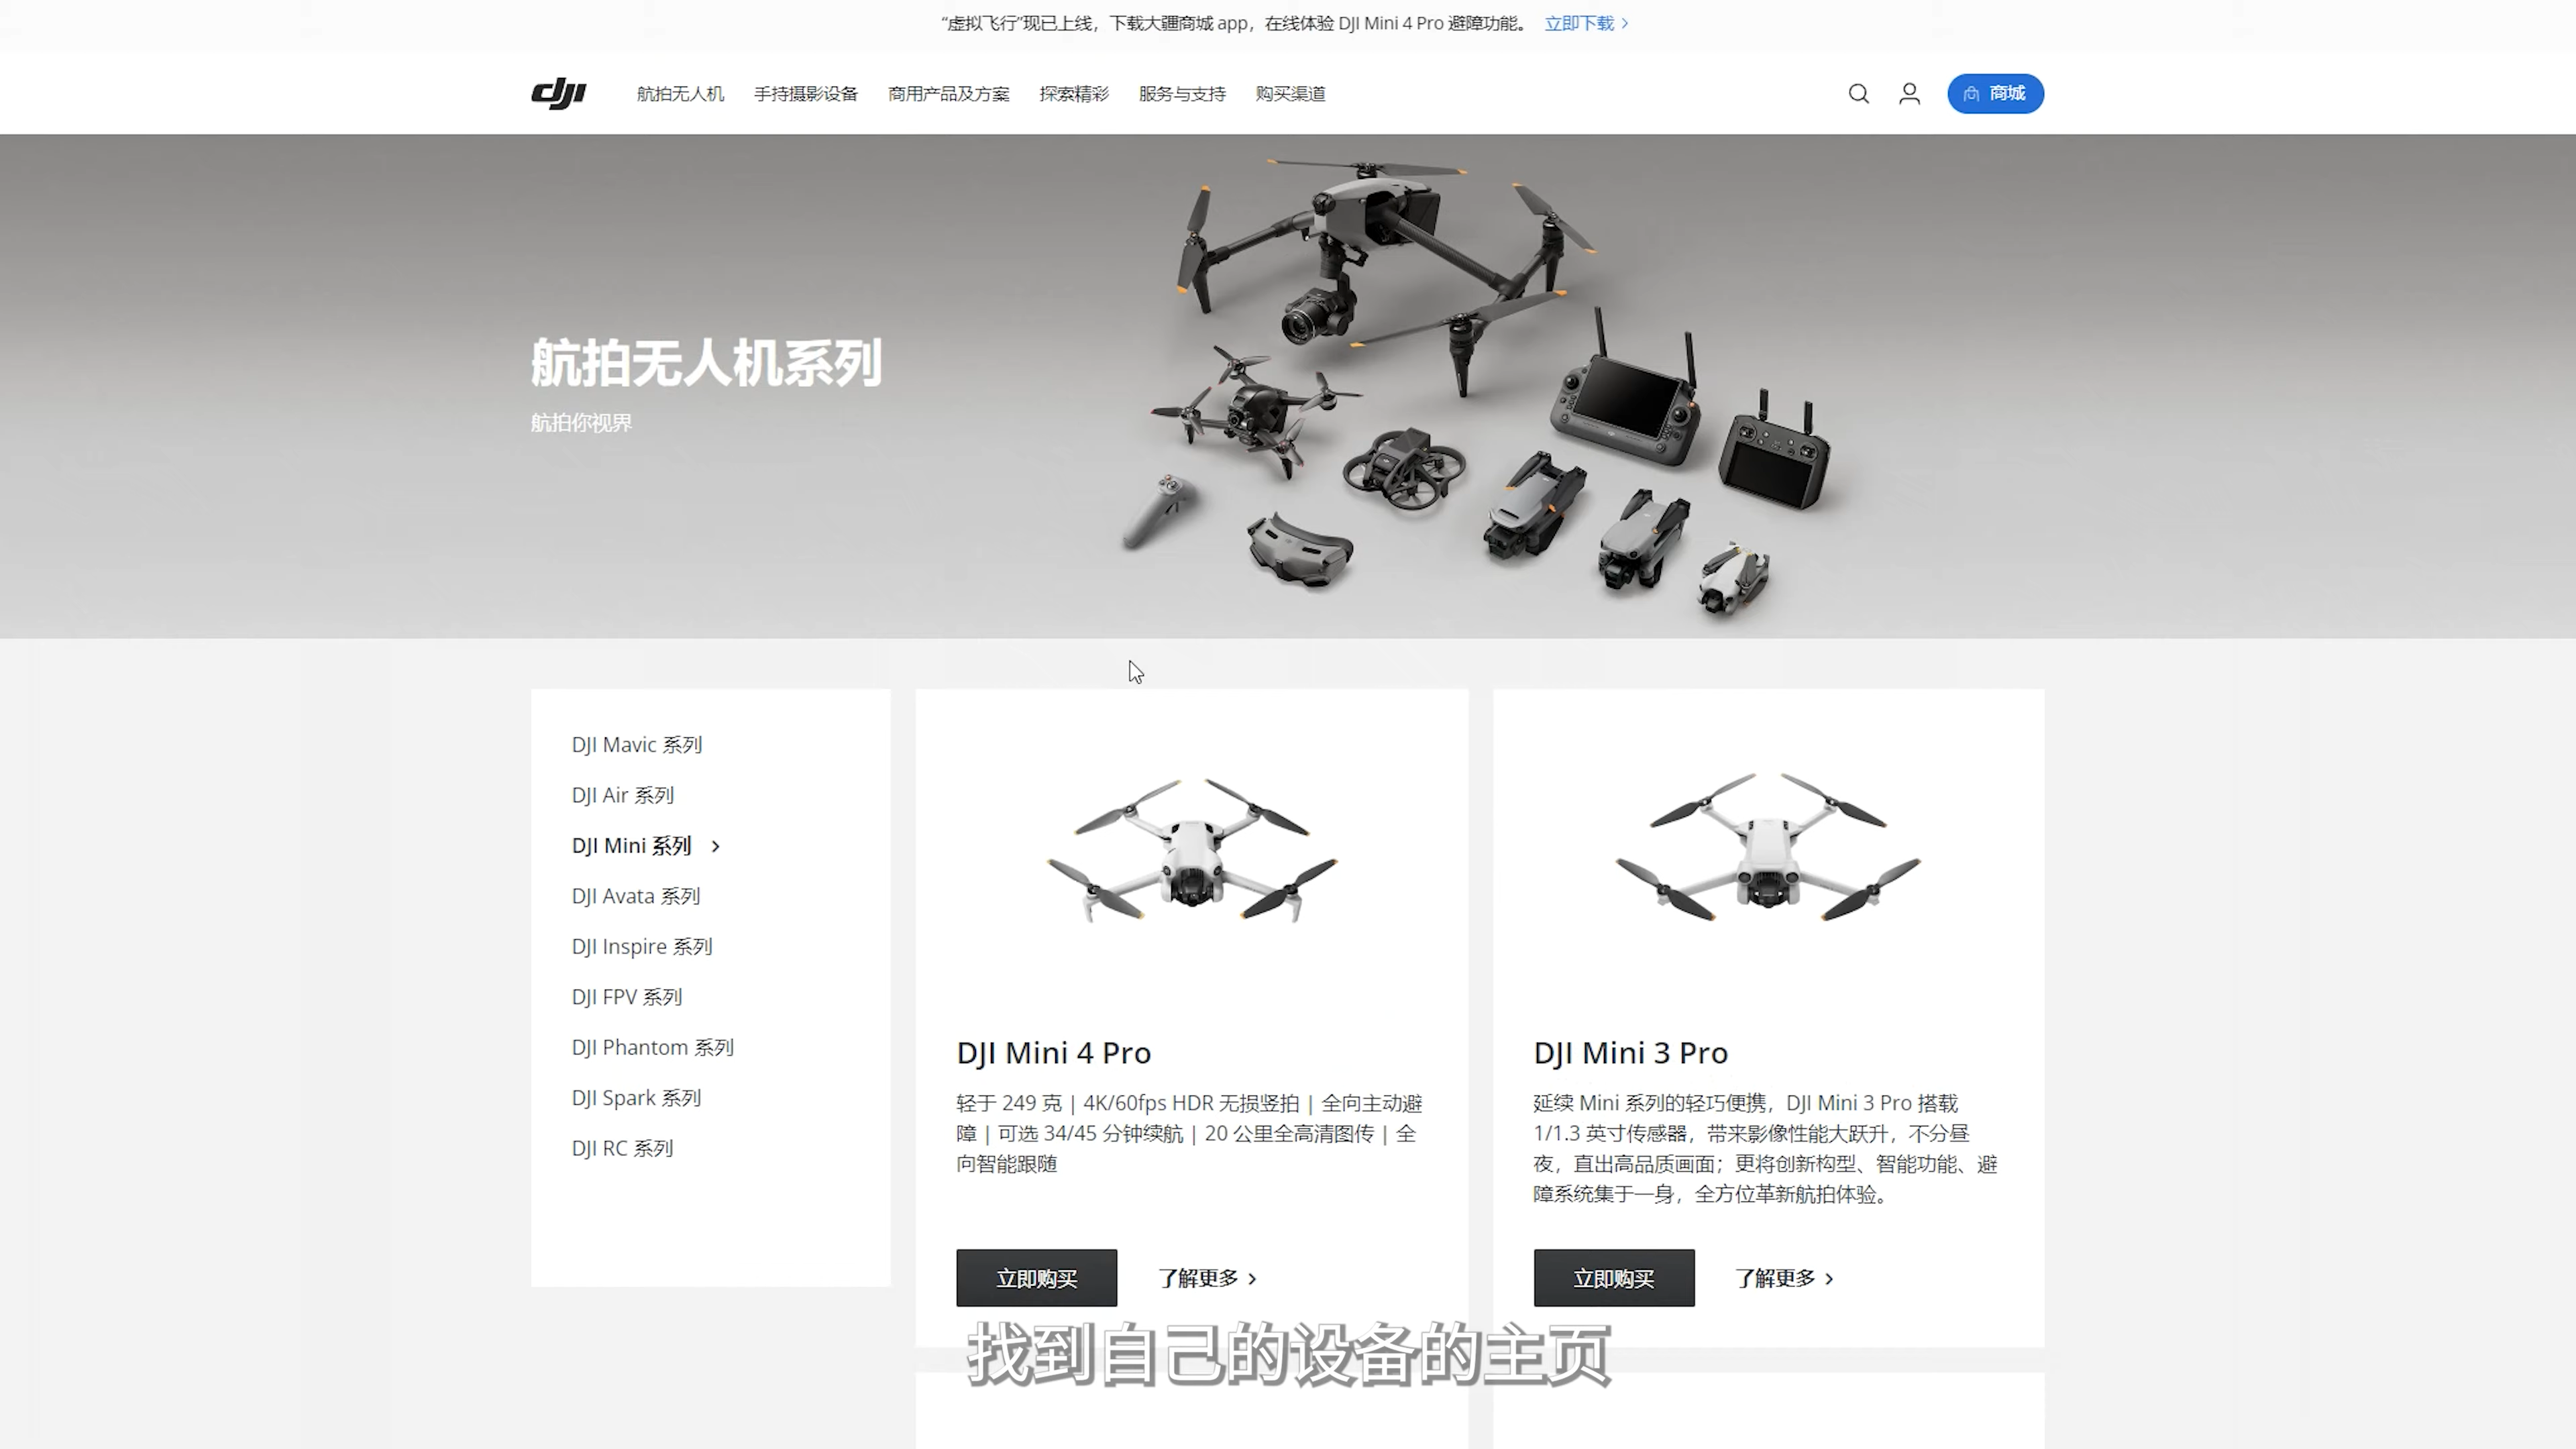 “虚拟飞行”现已上线，下载大疆商城 app，在线体验 DJI Mini 4 Pro 避障功能。 立即下载
dji 航拍无人机 手持摄影设备 商用产品及方案 探索精彩 服务与支持 购买渠道 商城
航拍无人机系列
航拍你视界
DJI Mavic 系列
DJI Air 系列
DJI Mini 系列
DJI Avata 系列
DJI Inspire 系列
DJI FPV 系列
DJI Phantom 系列
DJI Spark 系列
DJI RC 系列
DJI Mini 4 Pro
轻于 249 克 | 4K/60fps HDR 无损竖拍 | 全向主动避
障 | 可选 34/45 分钟续航 | 20 公里全高清图传 | 全
向智能跟随
立即购买 了解更多
DJI Mini 3 Pro
延续 Mini 系列的轻巧便携，DJI Mini 3 Pro 搭载
1/1.3 英寸传感器，带来影像性能大跃升，不分昼
夜，直出高品质画面；更将创新构型、智能功能、避
障系统集于一身，全方位革新航拍体验。
立即购买 了解更多
找到自己的设备的主页